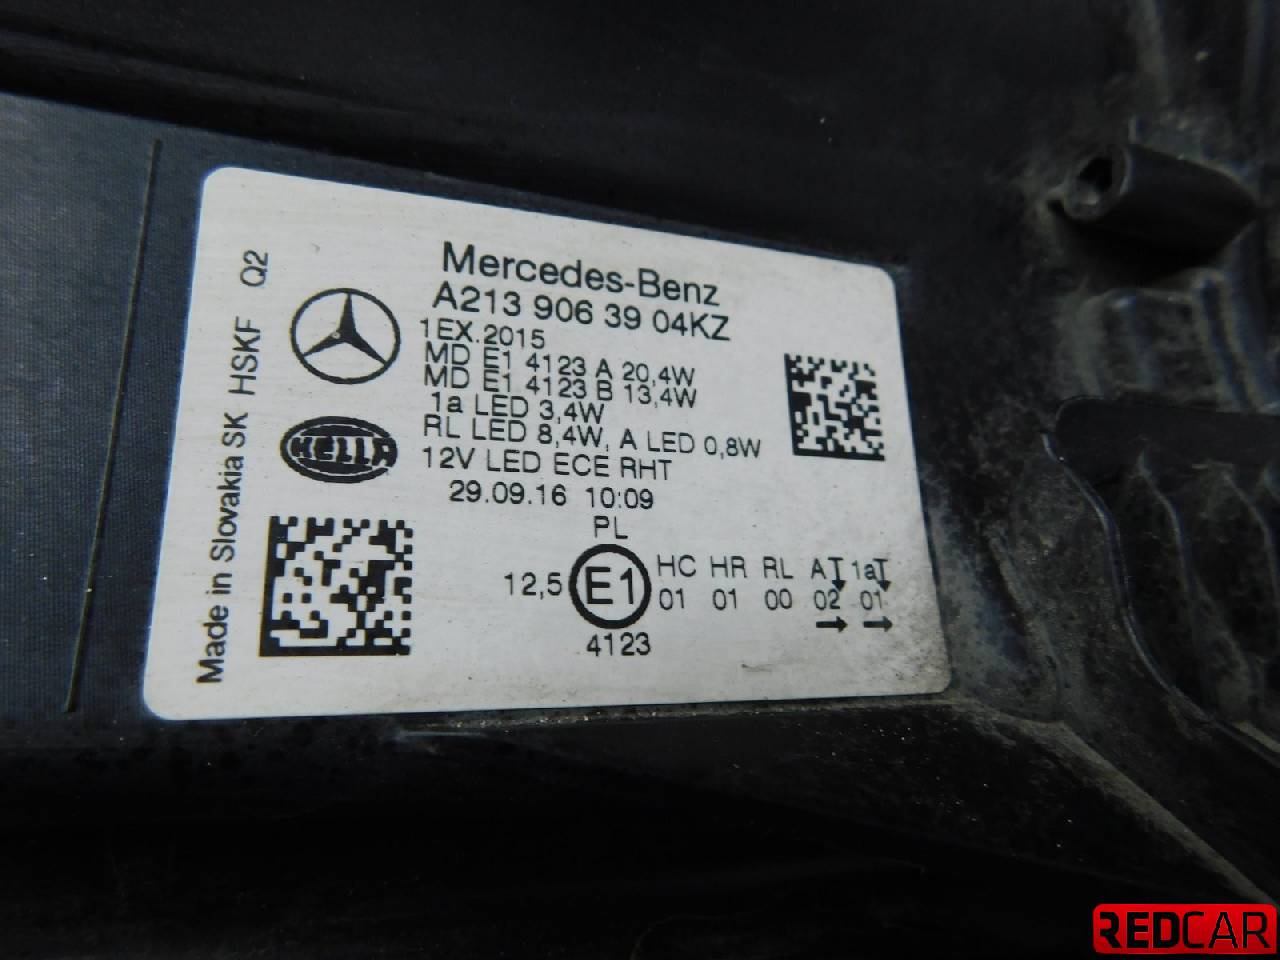 Mercedes-Benz
A213 906 39 04KZ
1EX.2015
MD E1 4123 A 20,4W
MD E1 4123 B 13,4W
1a LED 3,4W
RL LED 8,4W, A LED 0,8W
12V LED ECE RHT
29.09.16 10:09
PL
12,5 E1 HC HR RL A 1a
01 01 00 02 01
4123
HELLA
Made in Slovakia SK HSKF Q2
REDCAR